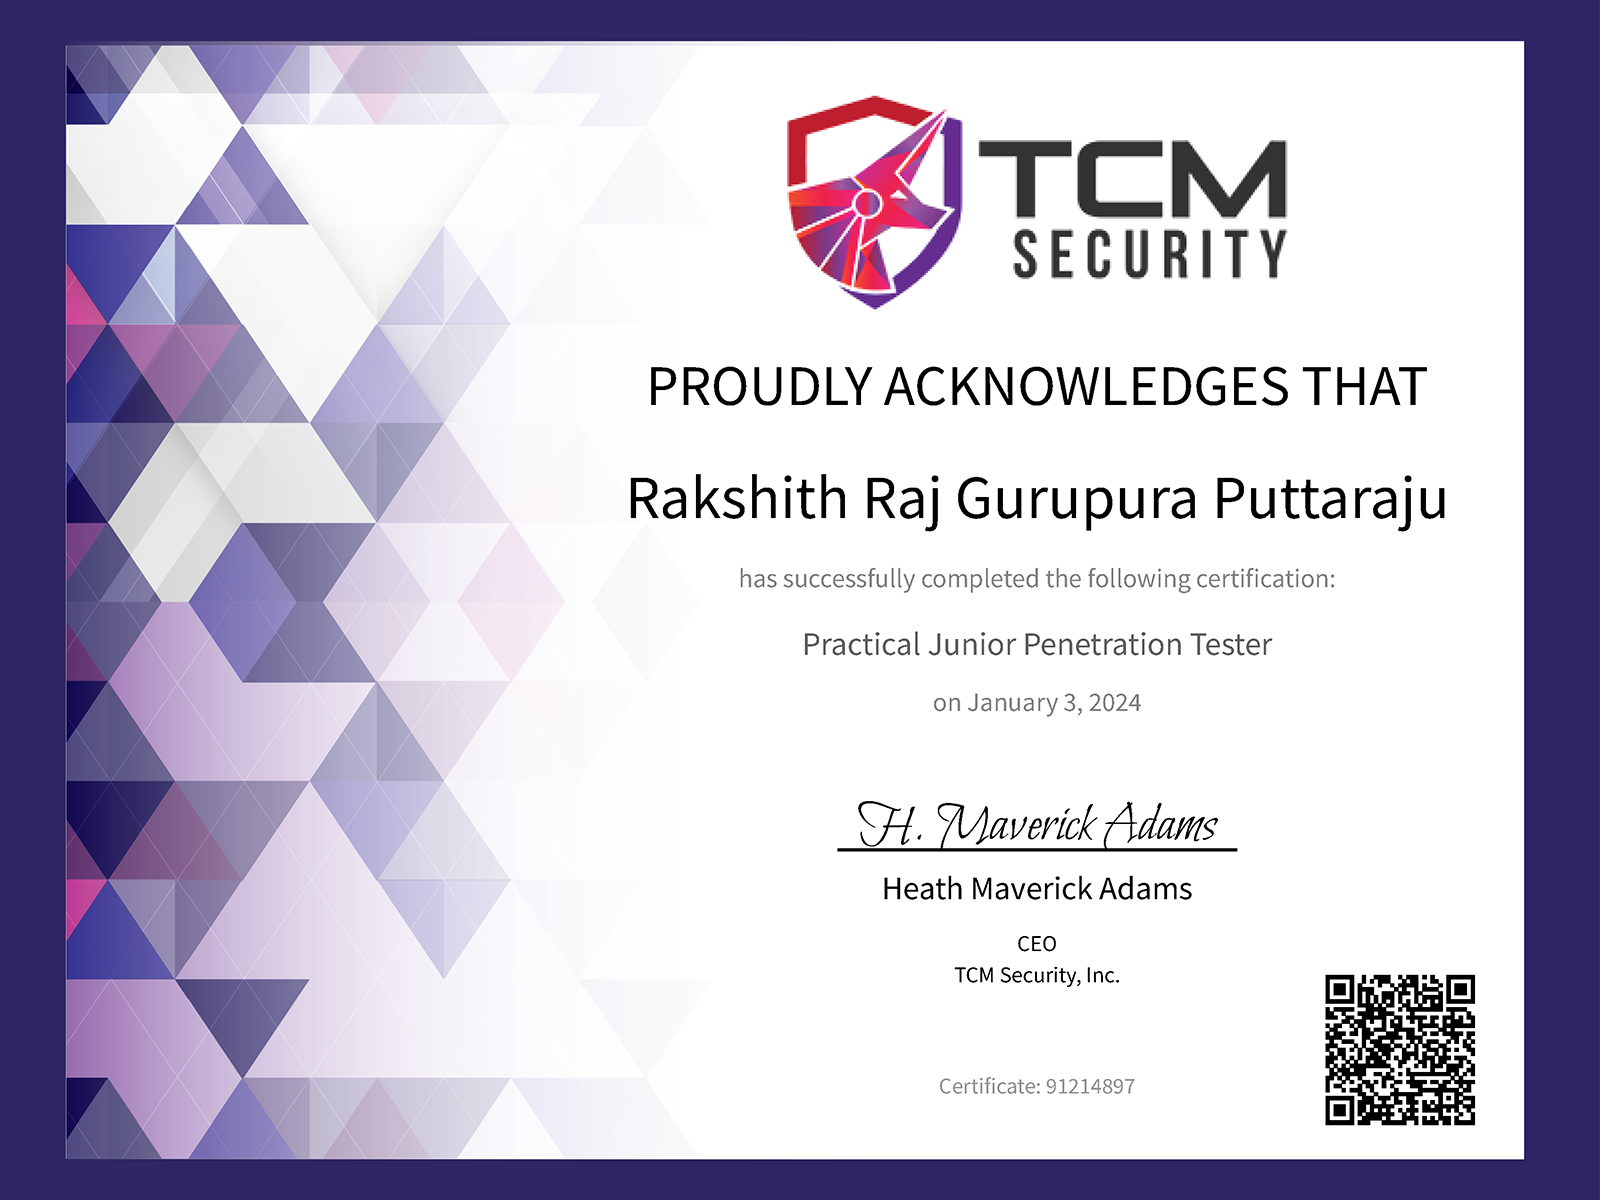 TCM
SECURITY
PROUDLY ACKNOWLEDGES THAT
Rakshith Raj Gurupura Puttaraju
has successfully completed the following certification:
Practical Junior Penetration Tester
on January 3, 2024
H. Maverick Adams
Heath Maverick Adams
CEO
TCM Security, Inc.
Certificate: 91214897